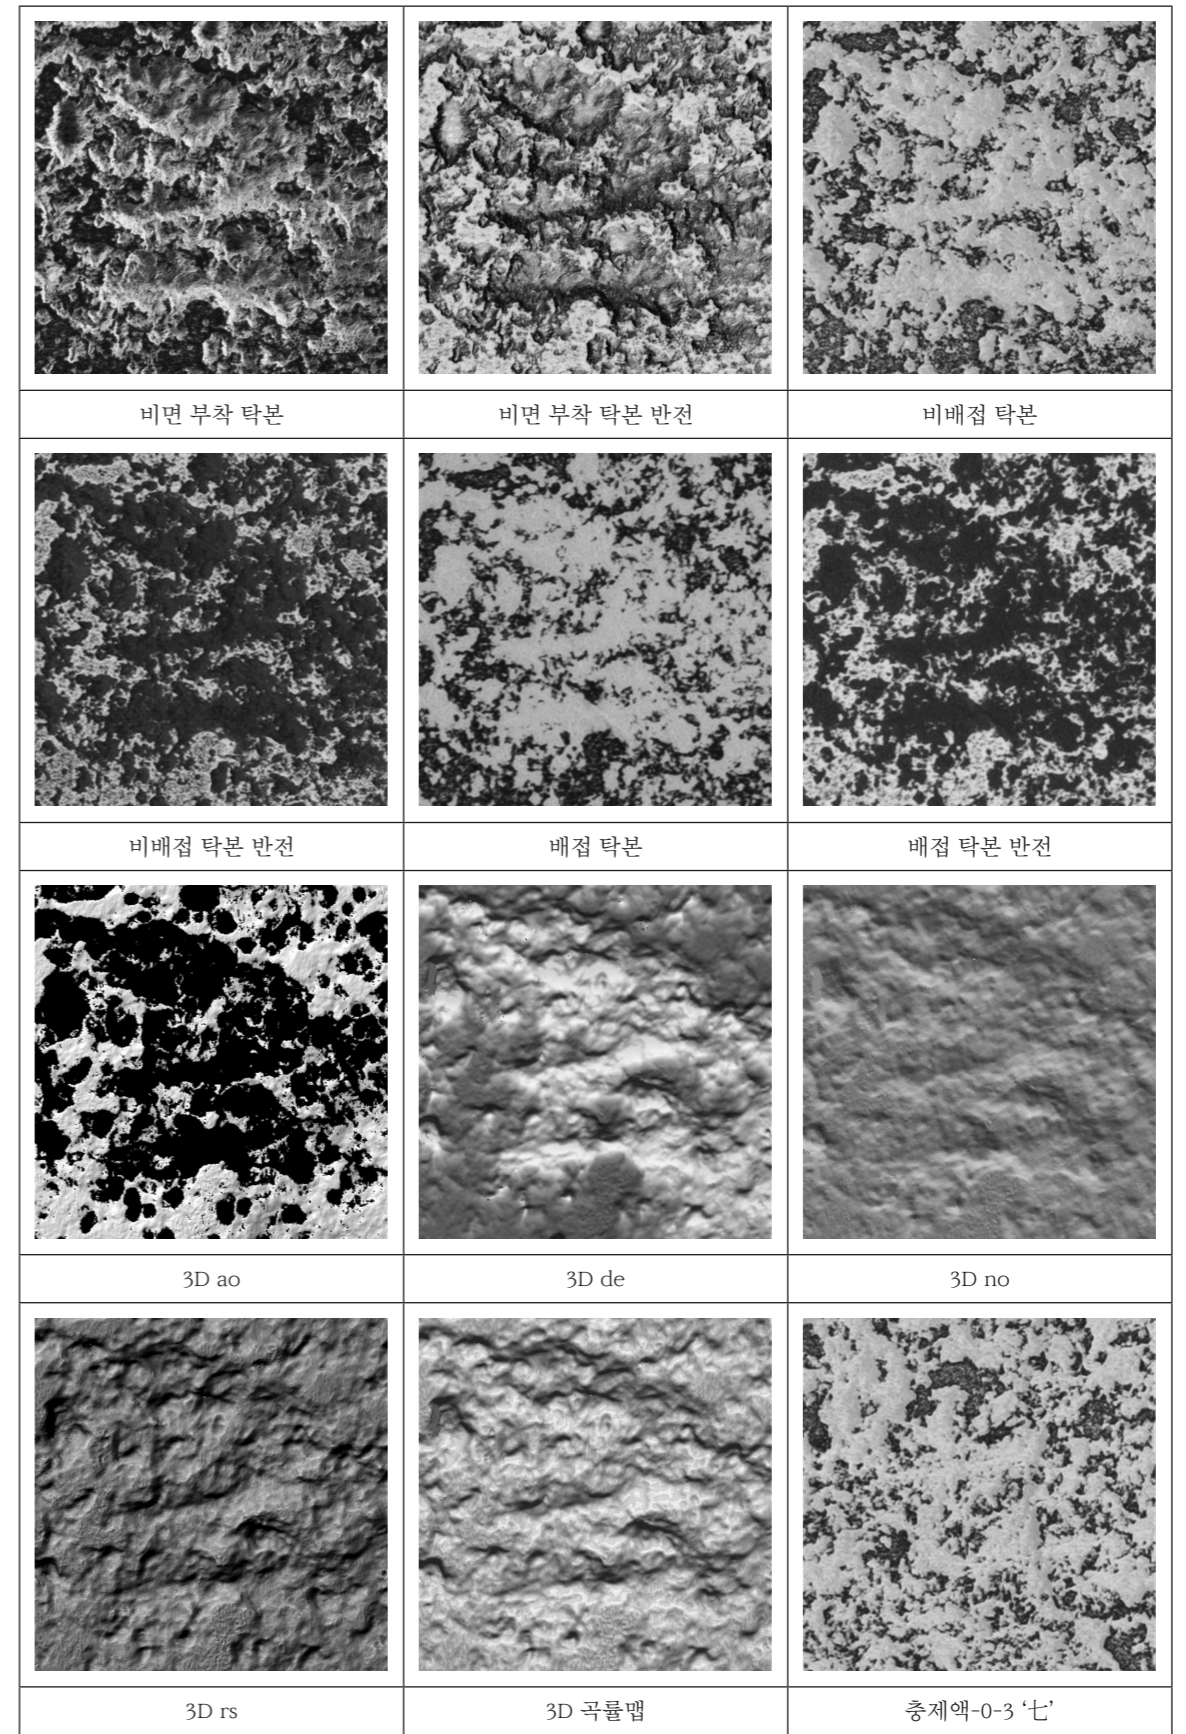 비면 부착 탁본
비면 부착 탁본 반전
비배접 탁본
비배접 탁본 반전
배접 탁본
배접 탁본 반전
3D ao
3D de
3D no
3D rs
3D 곡률맵
충제액-0-3 ‘七’